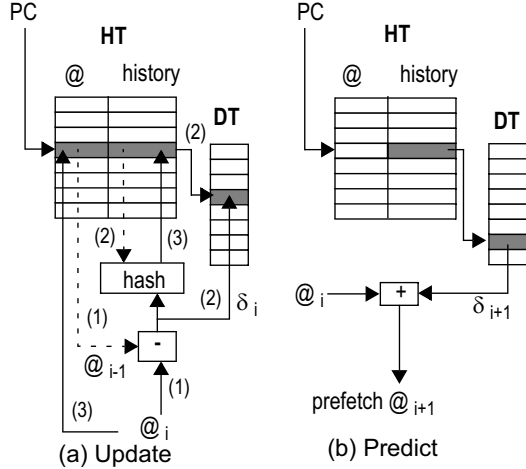 PC
HT
@ history
DT
(2)
(2)
(3)
hash
(1)
(2) δ i
-
@ i-1
(1)
(3)
@ i
(a) Update
PC
HT
@ history
DT
@ i
+
δ i+1
prefetch @ i+1
(b) Predict